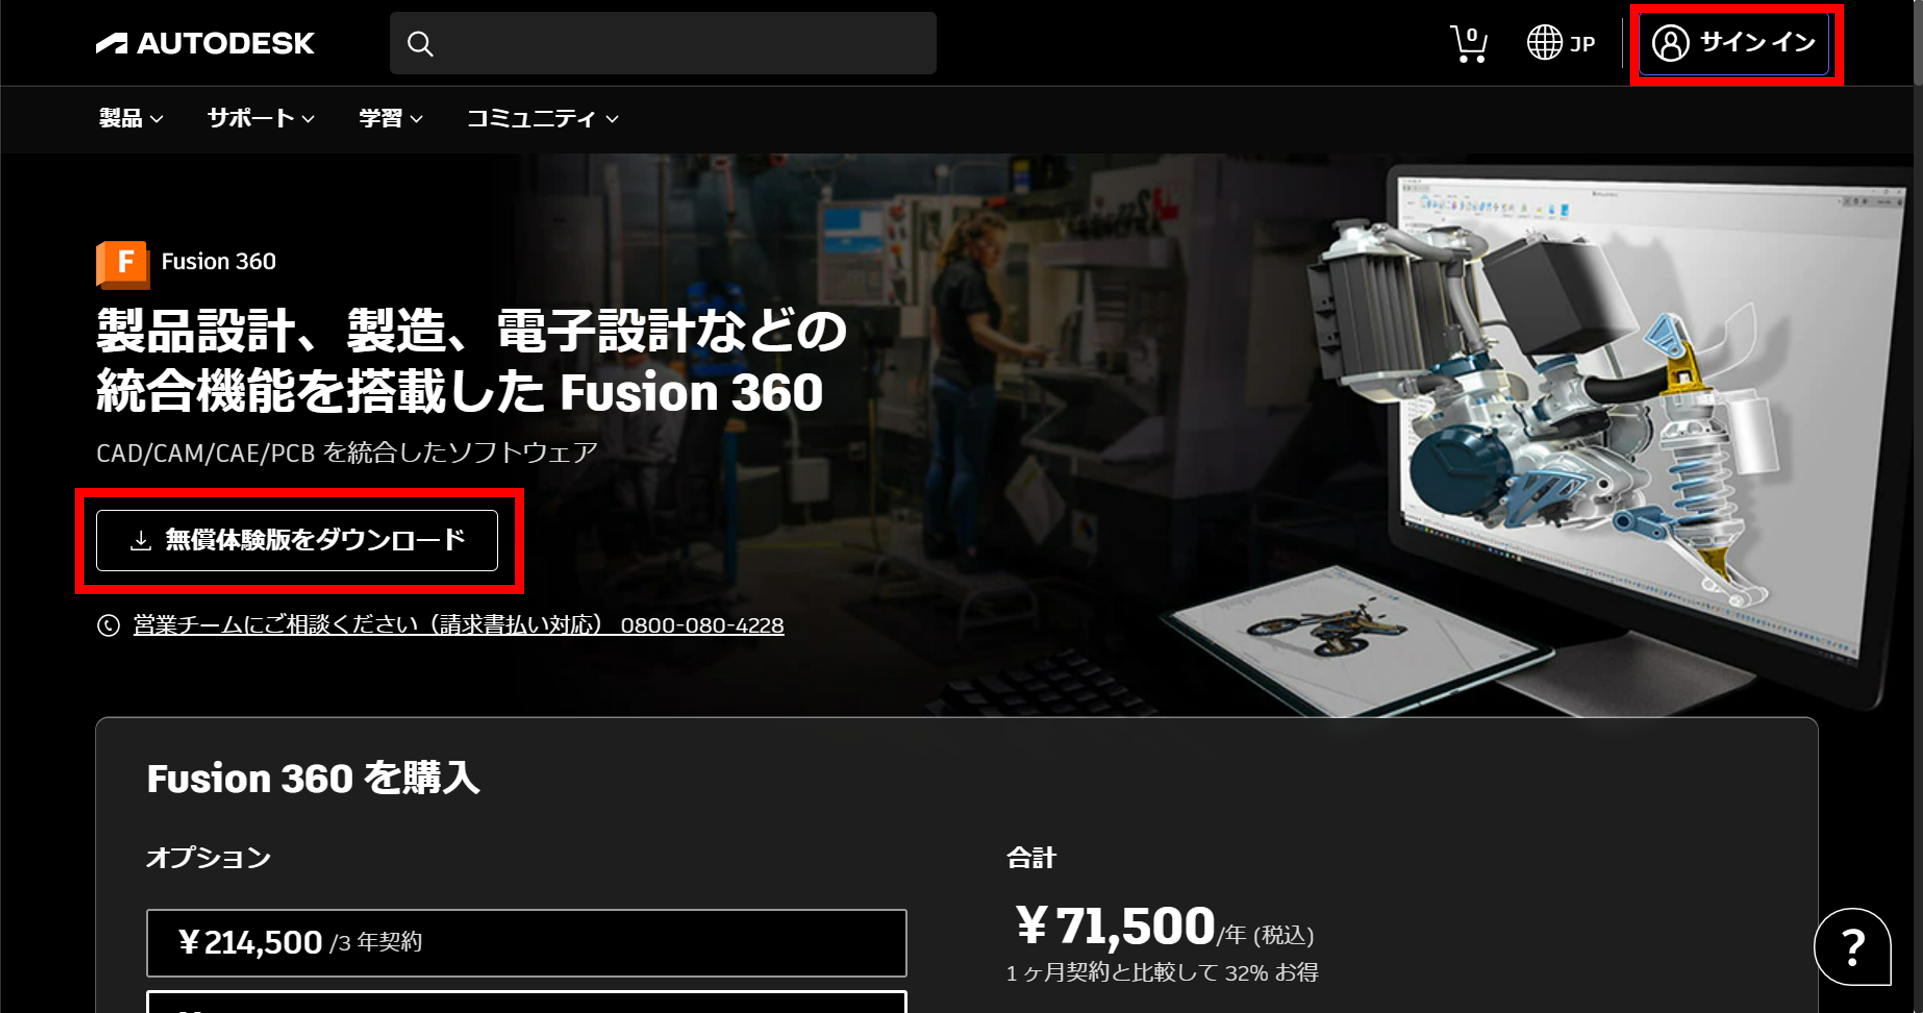 AUTODESK
0
JP
サイン イン
製品
サポート
学習
コミュニティ
F
Fusion 360
製品設計、製造、電子設計などの
統合機能を搭載した Fusion 360
CAD/CAM/CAE/PCB を統合したソフトウェア
無償体験版をダウンロード
営業チームにご相談ください（請求書払い対応） 0800-080-4228
Fusion 360 を購入
オプション
合計
￥214,500 /3 年契約
￥71,500/年 (税込)
1 ヶ月契約と比較して 32% お得
?